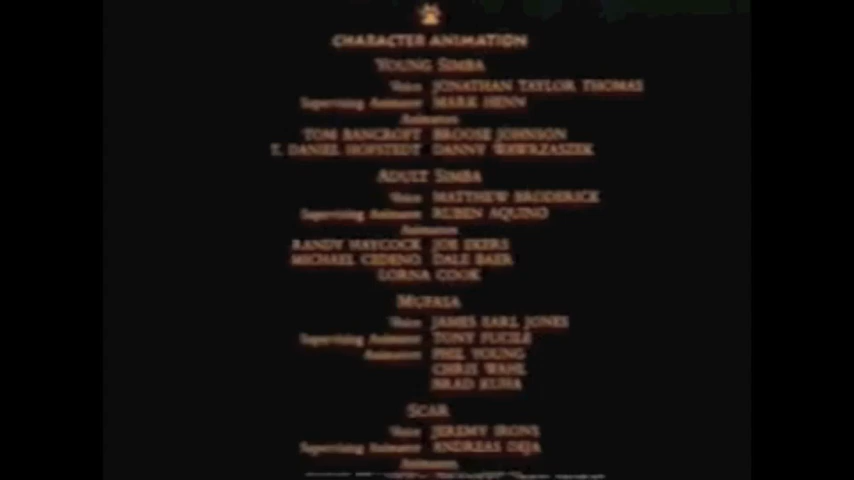 CHARACTER ANIMATION
YOUNG SIMBA
Voice JONATHAN TAYLOR THOMAS
Supervising Animator MARK HENN
Animators
TOM BANCROFT BROOSE JOHNSON
T. DANIEL HOFSTEDT DANNY WAWRZASZEK
ADULT SIMBA
Voice MATTHEW BRODERICK
Supervising Animator RUBEN AQUINO
Animators
RANDY HAYCOCK JOE EKERS
MICHAEL CEDENO DALE BAER
LORNA COOK
MUFASA
Voice JAMES EARL JONES
Supervising Animator TONY FUCILE
Animators PHIL YOUNG
CHRIS WAHL
BRAD KUHA
SCAR
Voice JEREMY IRONS
Supervising Animator ANDREAS DEJA
Animators